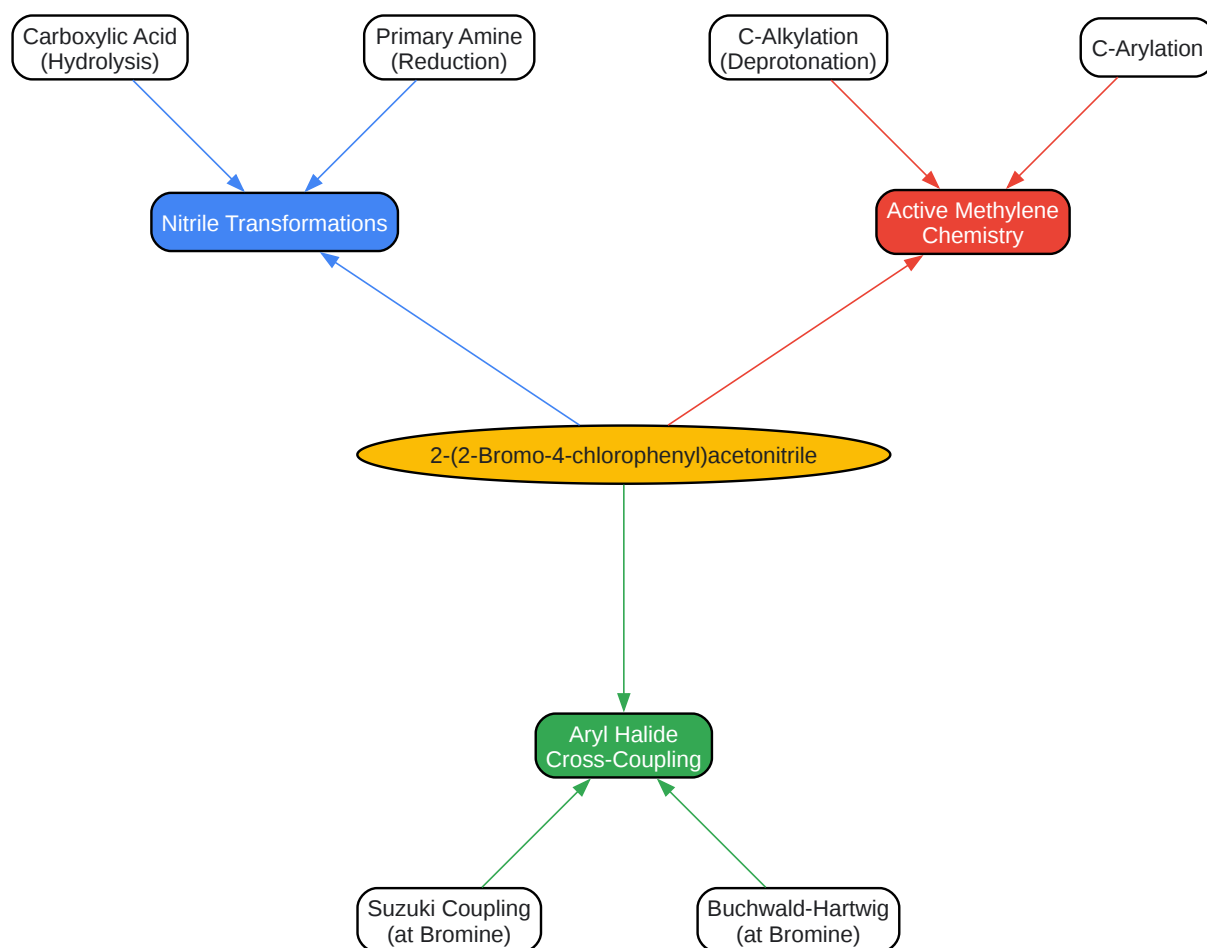 Carboxylic Acid
(Hydrolysis)
Primary Amine
(Reduction)
C-Alkylation
(Deprotonation)
C-Arylation
Nitrile Transformations
Active Methylene
Chemistry
2-(2-Bromo-4-chlorophenyl)acetonitrile
Aryl Halide
Cross-Coupling
Suzuki Coupling
(at Bromine)
Buchwald-Hartwig
(at Bromine)